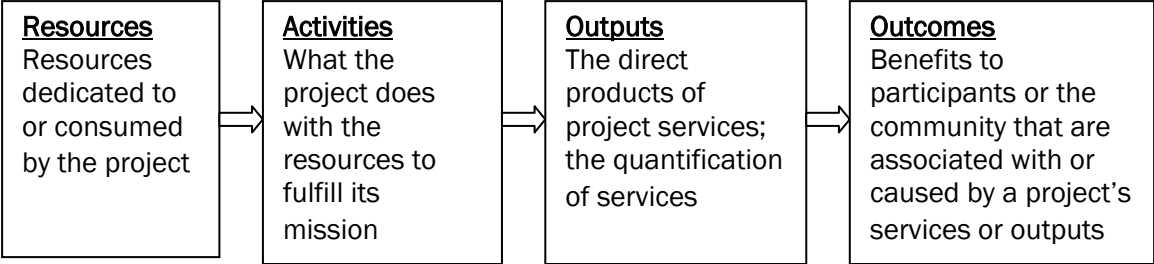 Resources
Resources
dedicated to
or consumed
by the project
Activities
What the
project does
with the
resources to
fulfill its
mission
Outputs
The direct
products of
project services;
the quantification
of services
Outcomes
Benefits to
participants or the
community that are
associated with or
caused by a project’s
services or outputs